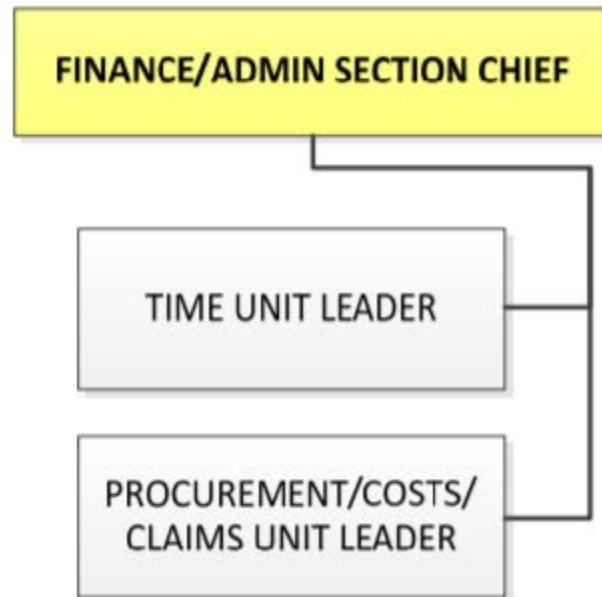 FINANCE/ADMIN SECTION CHIEF
TIME UNIT LEADER
PROCUREMENT/COSTS/
CLAIMS UNIT LEADER